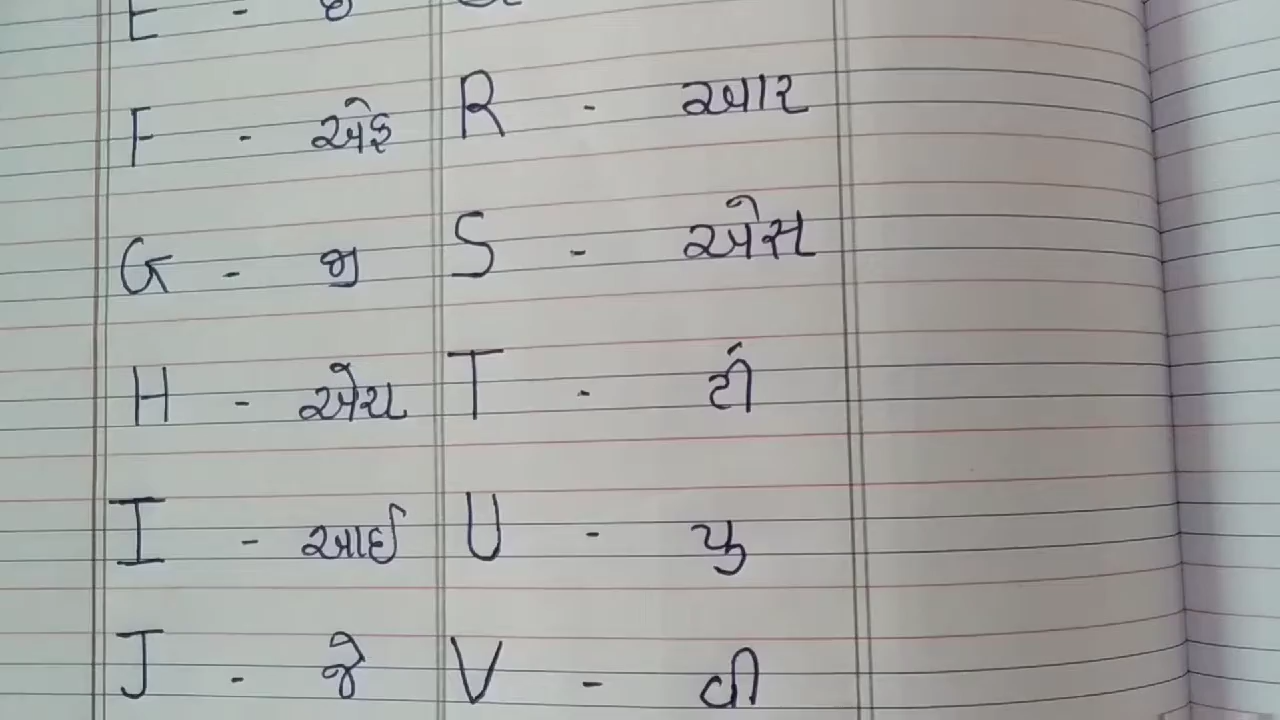 E - ઈ
F - એફ R - આર
G - જી S - એસ
H - એચ T - ટી
I - આઈ U - યુ
J - જે V - વી